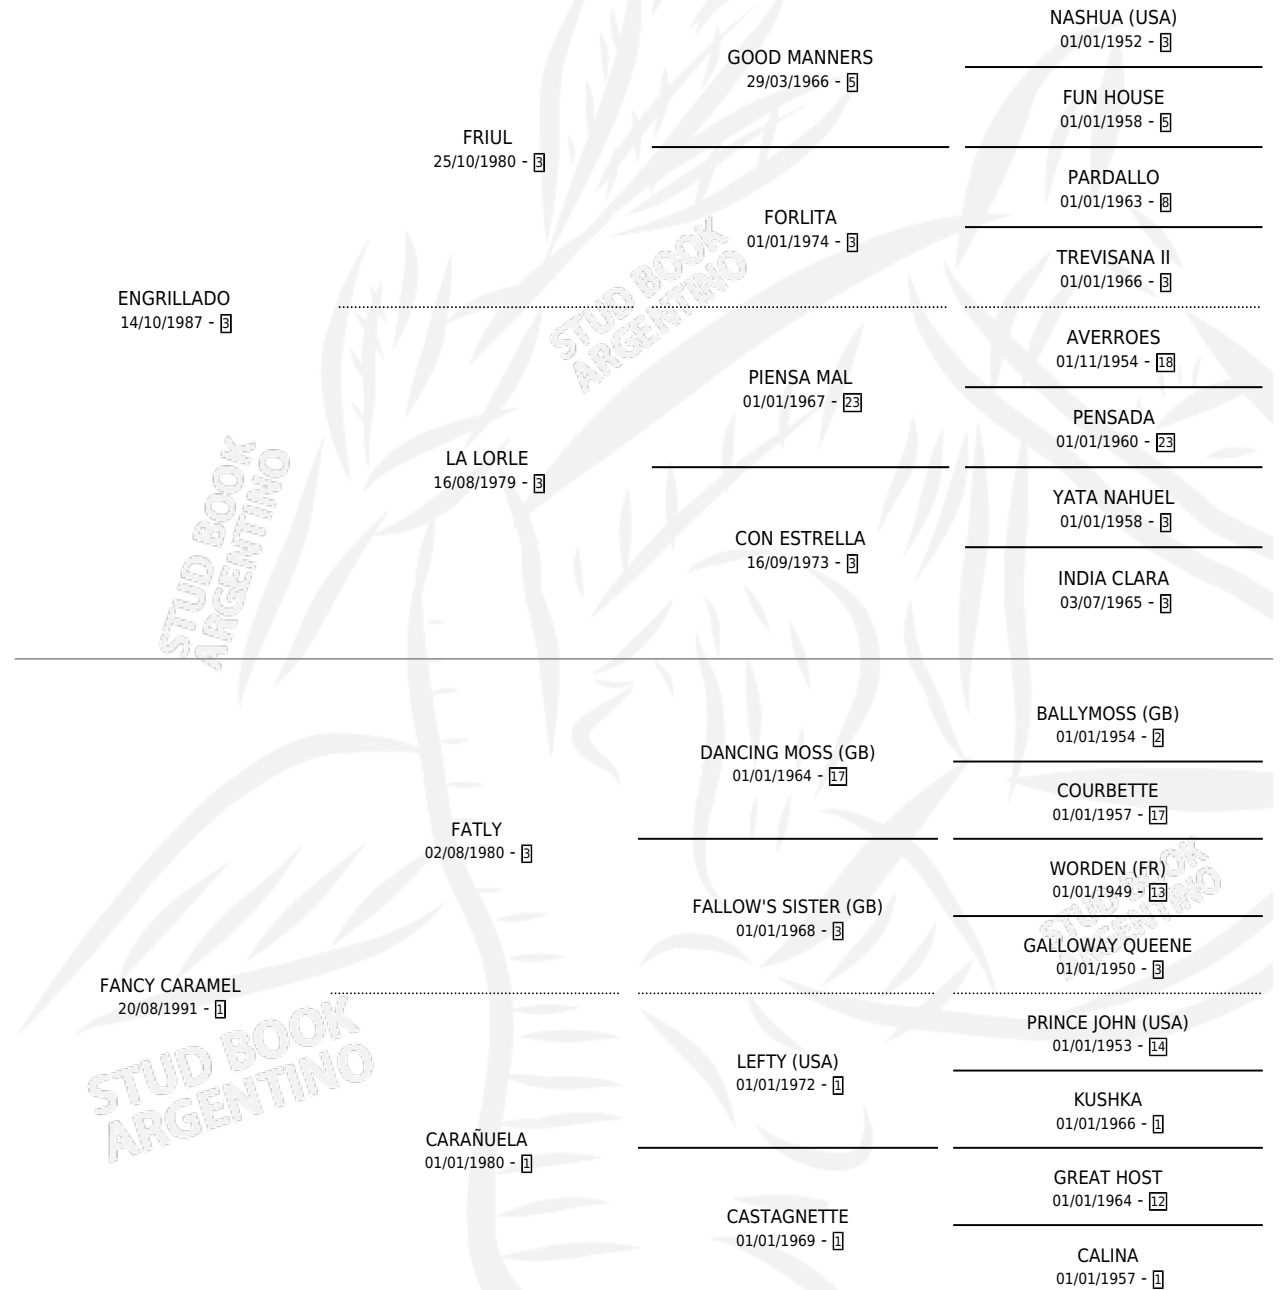 NASHUA (USA)
01/01/1952 - 3
GOOD MANNERS
29/03/1966 - 5
FUN HOUSE
01/01/1958 - 5
FRIUL
25/10/1980 - 3
PARDALLO
01/01/1963 - 8
FORLITA
01/01/1974 - 3
TREVISANA II
01/01/1966 - 3
STUD BOOK
ARGENTINO
ENGRILLADO
14/10/1987 - 3
AVERROES
01/11/1954 - 18
PIENSA MAL
01/01/1967 - 23
PENSADA
01/01/1960 - 23
LA LORLE
16/08/1979 - 3
YATA NAHUEL
01/01/1958 - 3
CON ESTRELLA
16/09/1973 - 3
INDIA CLARA
03/07/1965 - 3
STUD BOOK
ARGENTINO
BALLYMOSS (GB)
01/01/1954 - 2
DANCING MOSS (GB)
01/01/1964 - 17
COURBETTE
01/01/1957 - 17
FATLY
02/08/1980 - 3
WORDEN (FR)
01/01/1949 - 13
FALLOW'S SISTER (GB)
01/01/1968 - 3
GALLOWAY QUEENE
01/01/1950 - 3
STUD BOOK
ARGENTINO
FANCY CARAMEL
20/08/1991 - 1
PRINCE JOHN (USA)
01/01/1953 - 14
LEFTY (USA)
01/01/1972 - 1
KUSHKA
01/01/1966 - 1
STUD BOOK
ARGENTINO
CARAÑUELA
01/01/1980 - 1
GREAT HOST
01/01/1964 - 12
CASTAGNETTE
01/01/1969 - 1
CALINA
01/01/1957 - 1